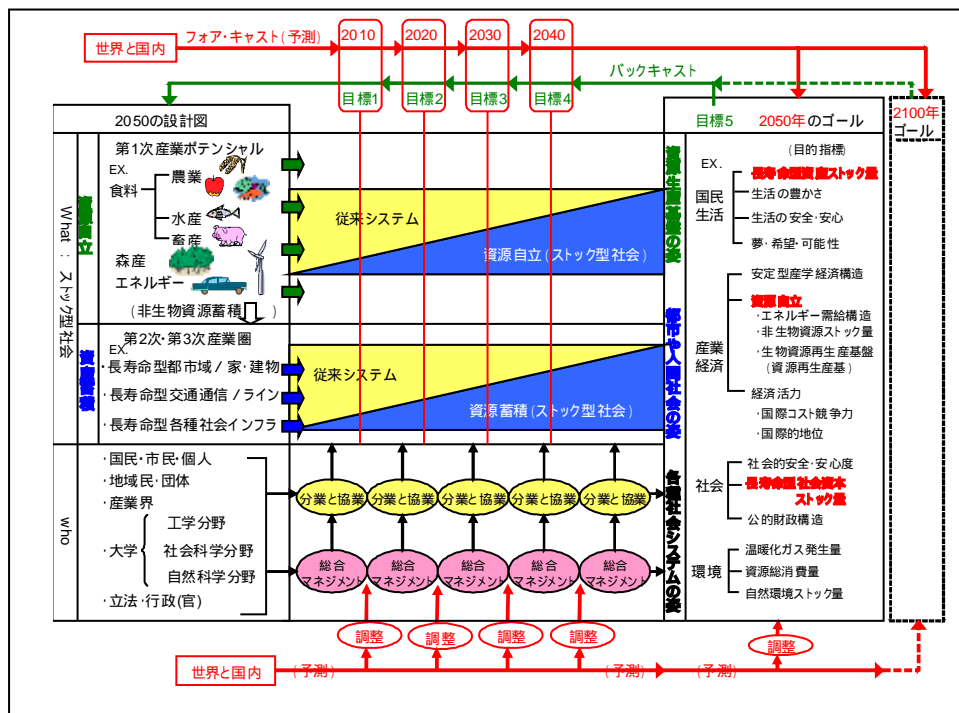 世界と国内
フォア・キャスト(予測)
2010
2020
2030
2040
バックキャスト
目標1
目標2
目標3
目標4
目標5
2050年のゴール
2100年
ゴール
2050の設計図
What：ストック型社会
資源自立
第1次産業ポテンシャル
EX.
食料
農業
水産
畜産
森産
エネルギー
(非生物資源蓄積)
従来システム
資源自立(ストック型社会)
資源生産基盤の姿
資産蓄積
第2次・第3次産業圏
EX.
・長寿命型都市域/家・建物
・長寿命型交通通信/ライン
・長寿命型各種社会インフラ
従来システム
資源蓄積(ストック型社会)
都市や人間社会の姿
who
・国民・市民・個人
・地域民・団体
・産業界
・大学
工学分野
社会科学分野
自然科学分野
・立法・行政(官)
分業と協業
分業と協業
分業と協業
分業と協業
分業と協業
総合
マネジメント
総合
マネジメント
総合
マネジメント
総合
マネジメント
総合
マネジメント
各種社会システムの姿
(目的指標)
EX.
国民
生活
長寿命型資産ストック量
生活の豊かさ
生活の安全・安心
夢・希望・可能性
産業
経済
安定型産学経済構造
資源自立
・エネルギー需給構造
・非生物資源ストック量
・生物資源再生産基盤
(資源再生産基)
経済活力
・国際コスト競争力
・国際的地位
社会
社会的安全・安心度
長寿命型社会資本
ストック量
公的財政構造
環境
温暖化ガス発生量
資源総消費量
自然環境ストック量
調整
調整
調整
調整
調整
世界と国内
(予測)
(予測)
(予測)